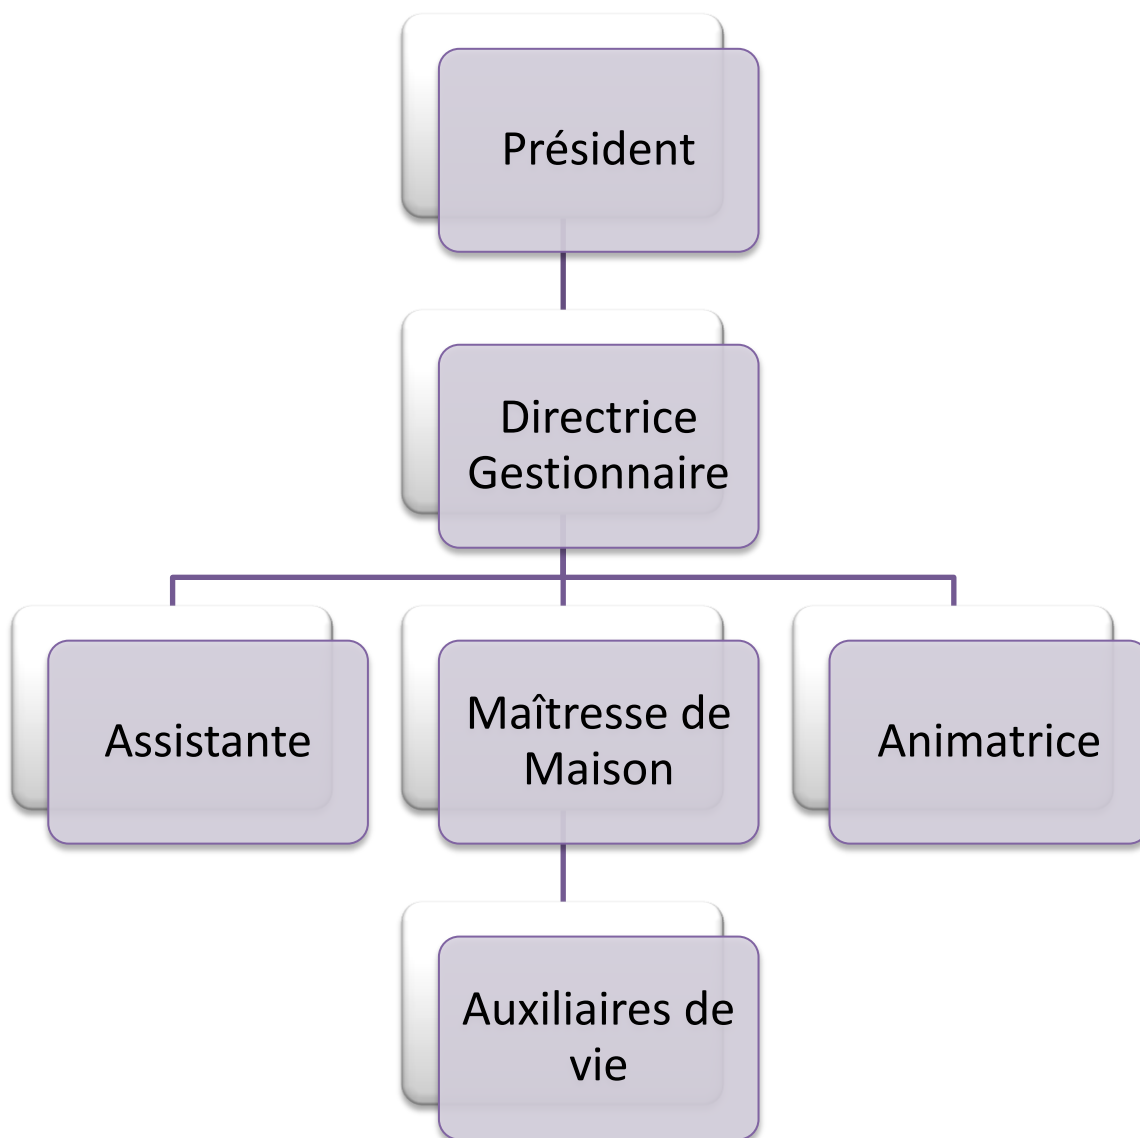 Président
Directrice
Gestionnaire
Assistante
Maîtresse de
Maison
Animatrice
Auxiliaires de
vie